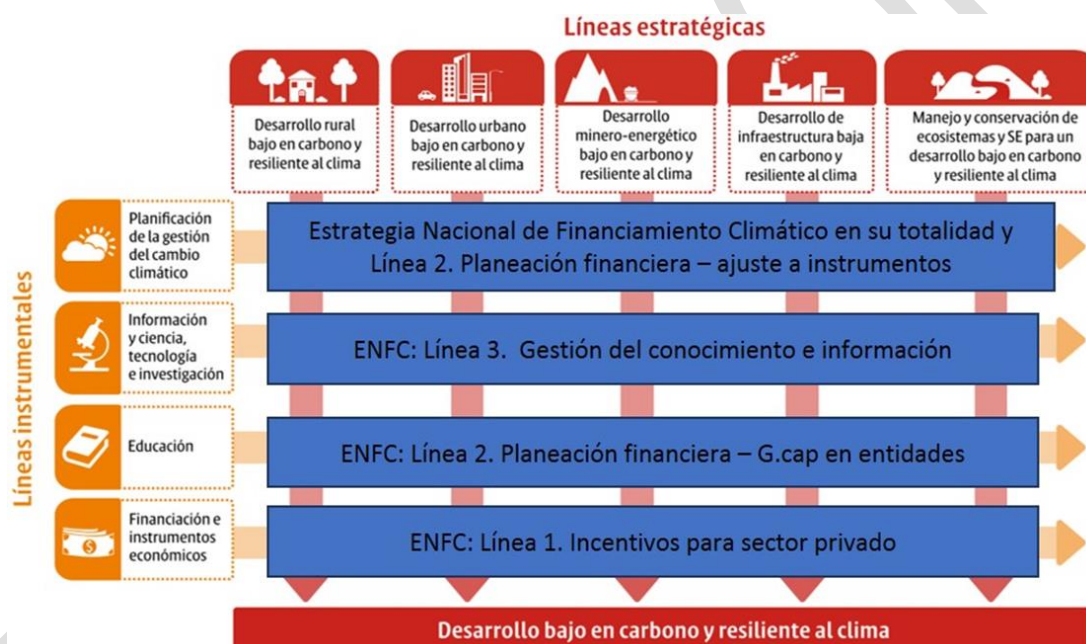 Líneas estratégicas
Desarrollo rural
bajo en carbono y
resiliente al clima
Desarrollo urbano
bajo en carbono y
resiliente al clima
Desarrollo
minero-energético
bajo en carbono y
resiliente al clima
Desarrollo de
infraestructura baja
en carbono y
resiliente al clima
Manejo y conservación de
ecosistemas y SE para un
desarrollo bajo en carbono
y resiliente al clima
Líneas instrumentales
Planificación
de la gestión
del cambio
climático
Estrategia Nacional de Financiamiento Climático en su totalidad y
Línea 2. Planeación financiera – ajuste a instrumentos
Información
y ciencia,
tecnología
e investigación
ENFC: Línea 3. Gestión del conocimiento e información
Educación
ENFC: Línea 2. Planeación financiera – G.cap en entidades
Financiación e
instrumentos
económicos
ENFC: Línea 1. Incentivos para sector privado
Desarrollo bajo en carbono y resiliente al clima